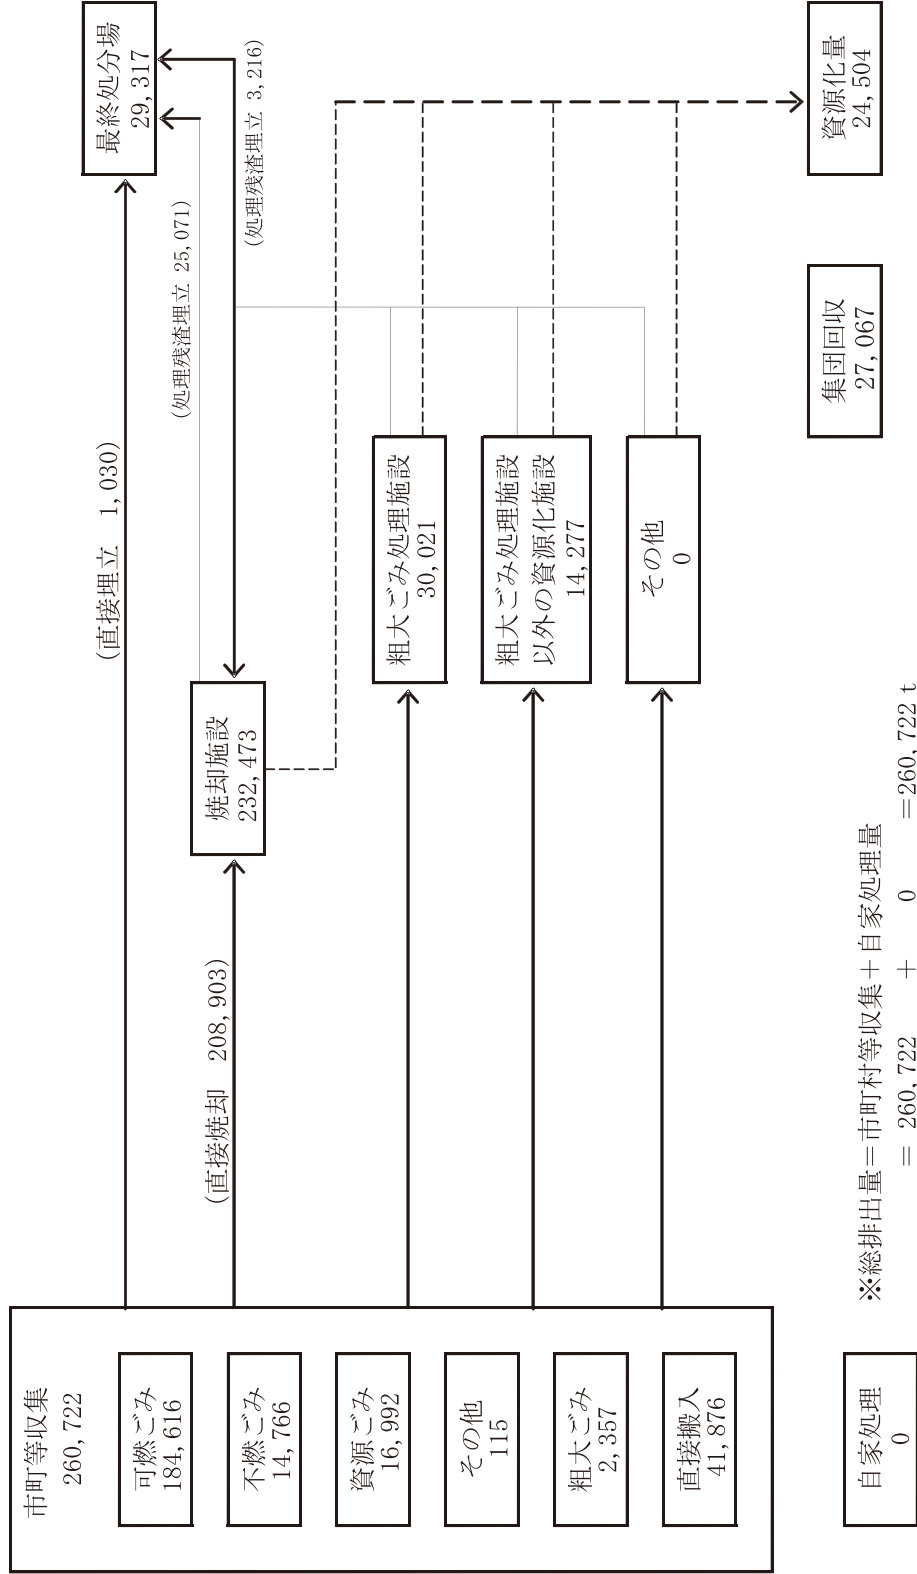 市町等収集
260,722
可燃ごみ
184,616
不燃ごみ
14,766
資源ごみ
16,992
その他
115
粗大ごみ
2,357
直接搬入
41,876
自家処理
0
(直接埋立 1,030)
(直接焼却 208,903)
焼却施設
232,473
(処理残渣埋立 25,071)
(処理残渣埋立 3,216)
粗大ごみ処理施設
30,021
粗大ごみ処理施設
以外の資源化施設
14,277
その他
0
最終処分場
29,317
集団回収
27,067
資源化量
24,504
※総排出量=市町村等収集+自家処理量
= 260,722 + 0 =260,722 t